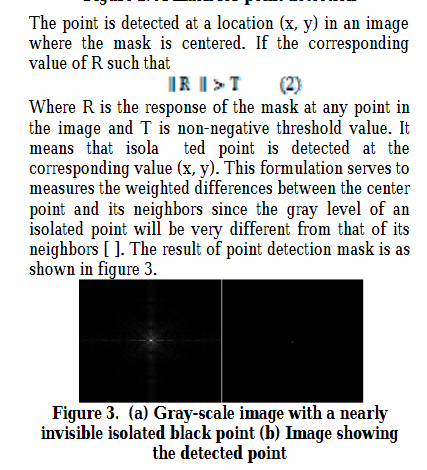 The point is detected at a location (x, y) in an image
where the mask is centered. If the corresponding
value of R such that
‖R ‖ > T (2)
Where R is the response of the mask at any point in
the image and T is non-negative threshold value. It
means that isola ted point is detected at the
corresponding value (x, y). This formulation serves to
measures the weighted differences between the center
point and its neighbors since the gray level of an
isolated point will be very different from that of its
neighbors [ ]. The result of point detection mask is as
shown in figure 3.
Figure 3. (a) Gray-scale image with a nearly
invisible isolated black point (b) Image showing
the detected point